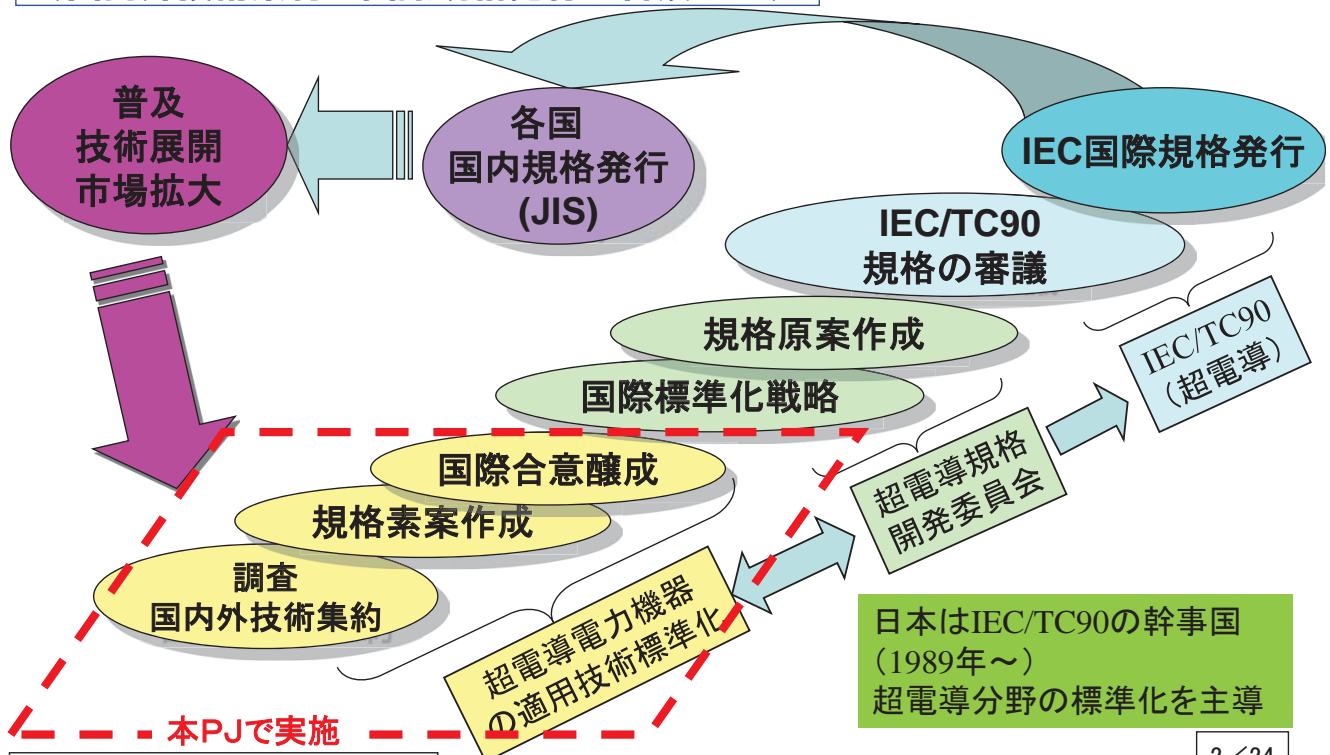 普及
技術展開
市場拡大
各国
国内規格発行
(JIS)
IEC国際規格発行
IEC/TC90
規格の審議
規格原案作成
国際標準化戦略
国際合意醸成
規格素案作成
調査
国内外技術集約
IEC/TC90
（超電導）
超電導規格
開発委員会
超電導電力機器
の適用技術標準化
日本はIEC/TC90の幹事国
（1989年～）
超電導分野の標準化を主導
本PJで実施